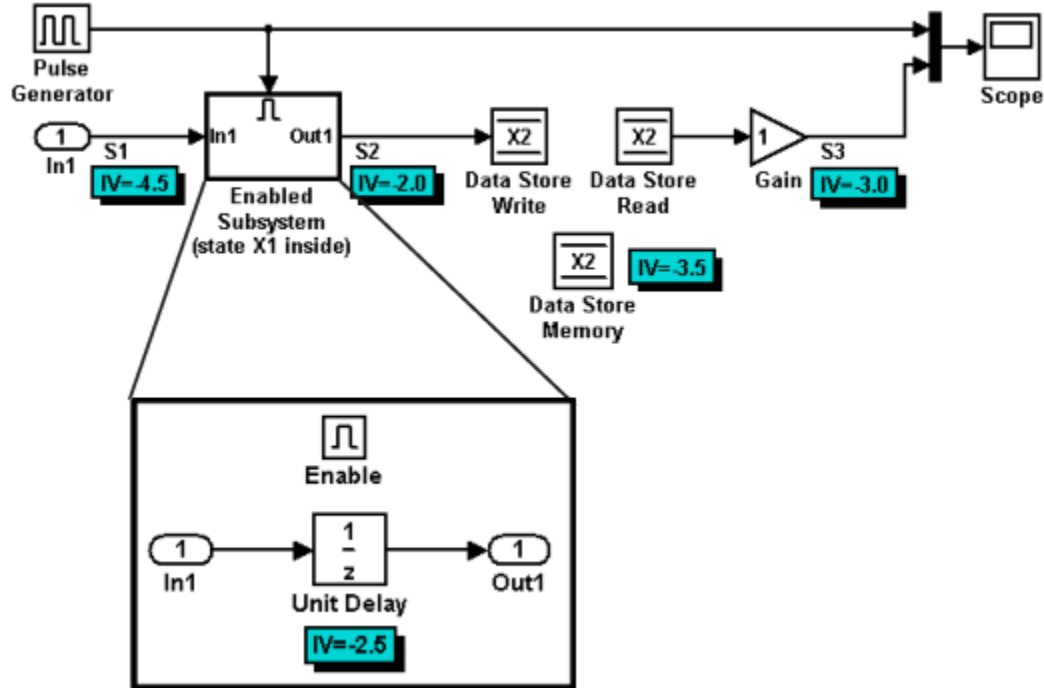 Pulse
Generator
1
In1
S1
IV=-4.5
In1
Out1
Enabled
Subsystem
(state X1 inside)
S2
IV=-2.0
X2
Data Store
Write
X2
Data Store
Read
1
Gain
S3
IV=-3.0
Scope
X2
Data Store
Memory
IV=-3.5
Enable
1
In1
1
z
Unit Delay
IV=-2.5
1
Out1